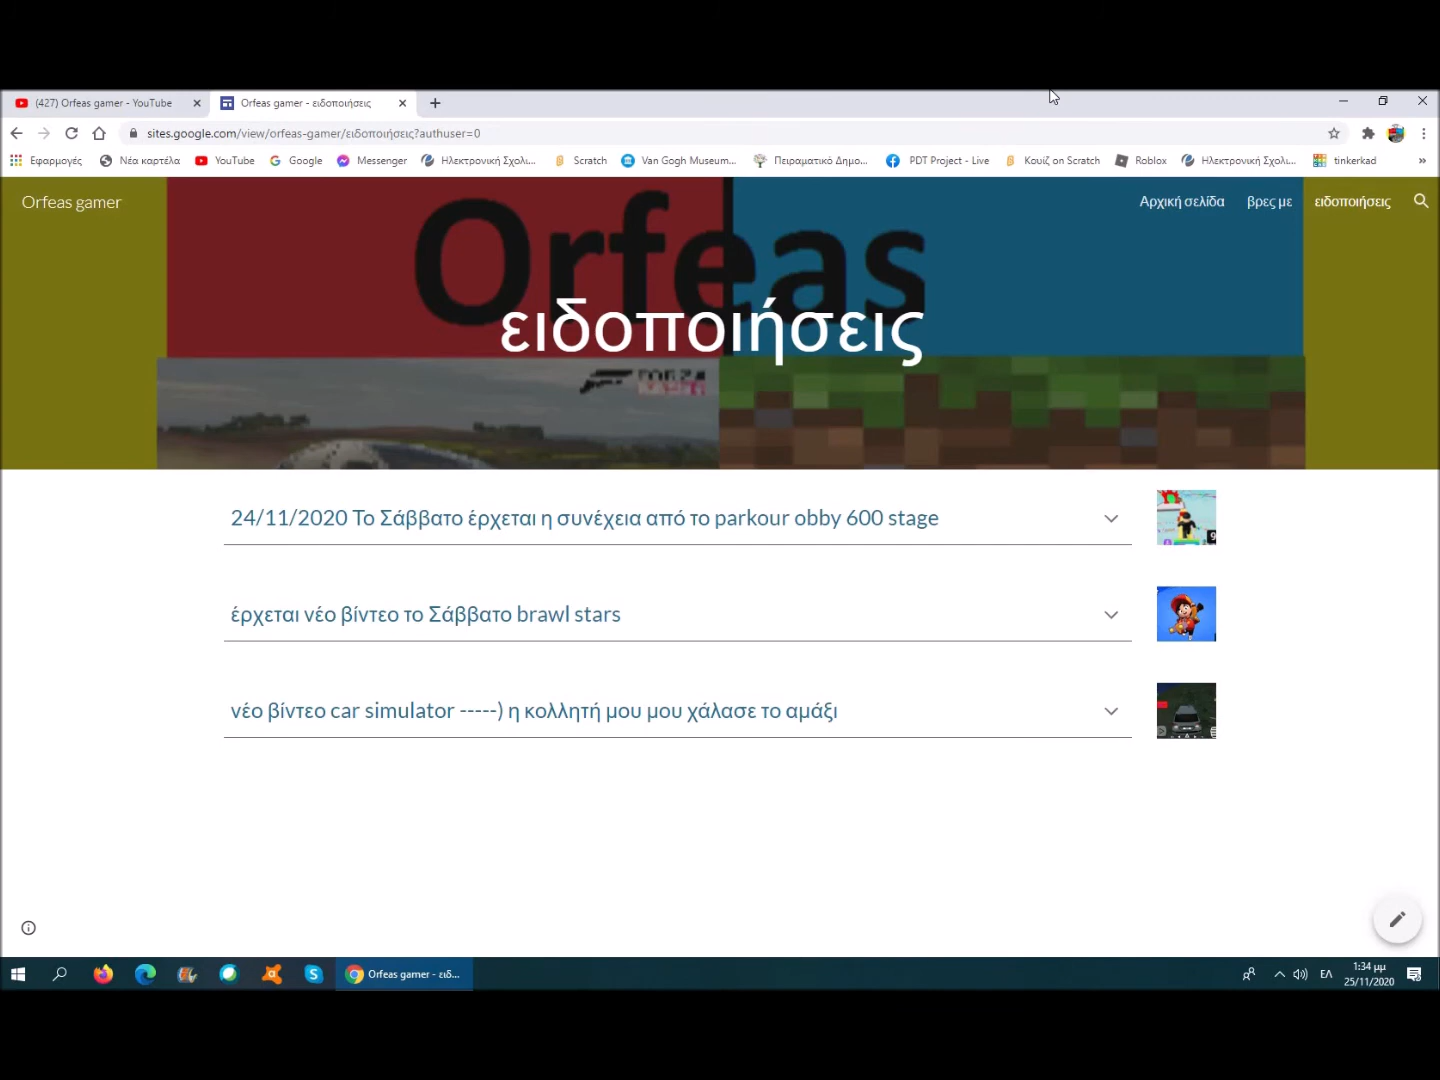 (427) Orfeas gamer - YouTube
Orfeas gamer - ειδοποιήσεις
sites.google.com/view/orfeas-gamer/ειδοποιήσεις?authuser=0
Εφαρμογές
Νέα καρτέλα
YouTube
Google
Messenger
Ηλεκτρονική Σχολι...
Scratch
Van Gogh Museum...
Πειραματικό Δημο...
PDT Project - Live
Κουίζ on Scratch
Roblox
Ηλεκτρονική Σχολι...
tinkerkad
»
Orfeas gamer
Αρχική σελίδα
βρες με
ειδοποιήσεις
Orfeas
ειδοποιήσεις
24/11/2020 Το Σάββατο έρχεται η συνέχεια από το parkour obby 600 stage
έρχεται νέο βίντεο το Σάββατο brawl stars
νέο βίντεο car simulator -----) η κολλητή μου μου χάλασε το αμάξι
Orfeas gamer - ειδ...
ΕΛ
1:34 μμ
25/11/2020